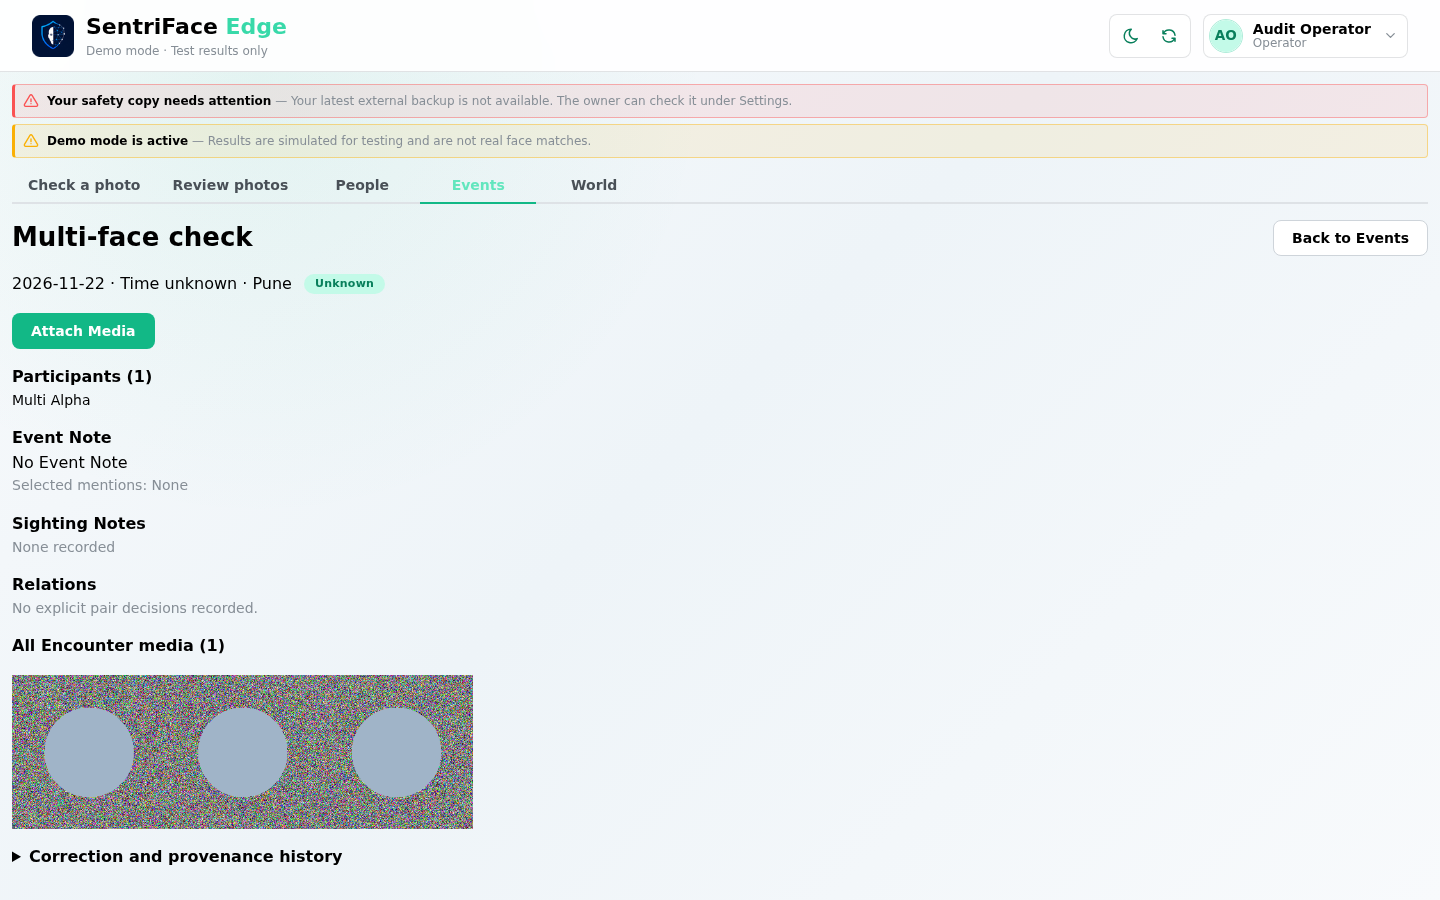 SentriFace Edge
Demo mode · Test results only
AO
Audit Operator
Operator
Your safety copy needs attention — Your latest external backup is not available. The owner can check it under Settings.
Demo mode is active — Results are simulated for testing and are not real face matches.
Check a photo
Review photos
People
Events
World
Multi-face check
Back to Events
2026-11-22 · Time unknown · Pune
Unknown
Attach Media
Participants (1)
Multi Alpha
Event Note
No Event Note
Selected mentions: None
Sighting Notes
None recorded
Relations
No explicit pair decisions recorded.
All Encounter media (1)
Correction and provenance history